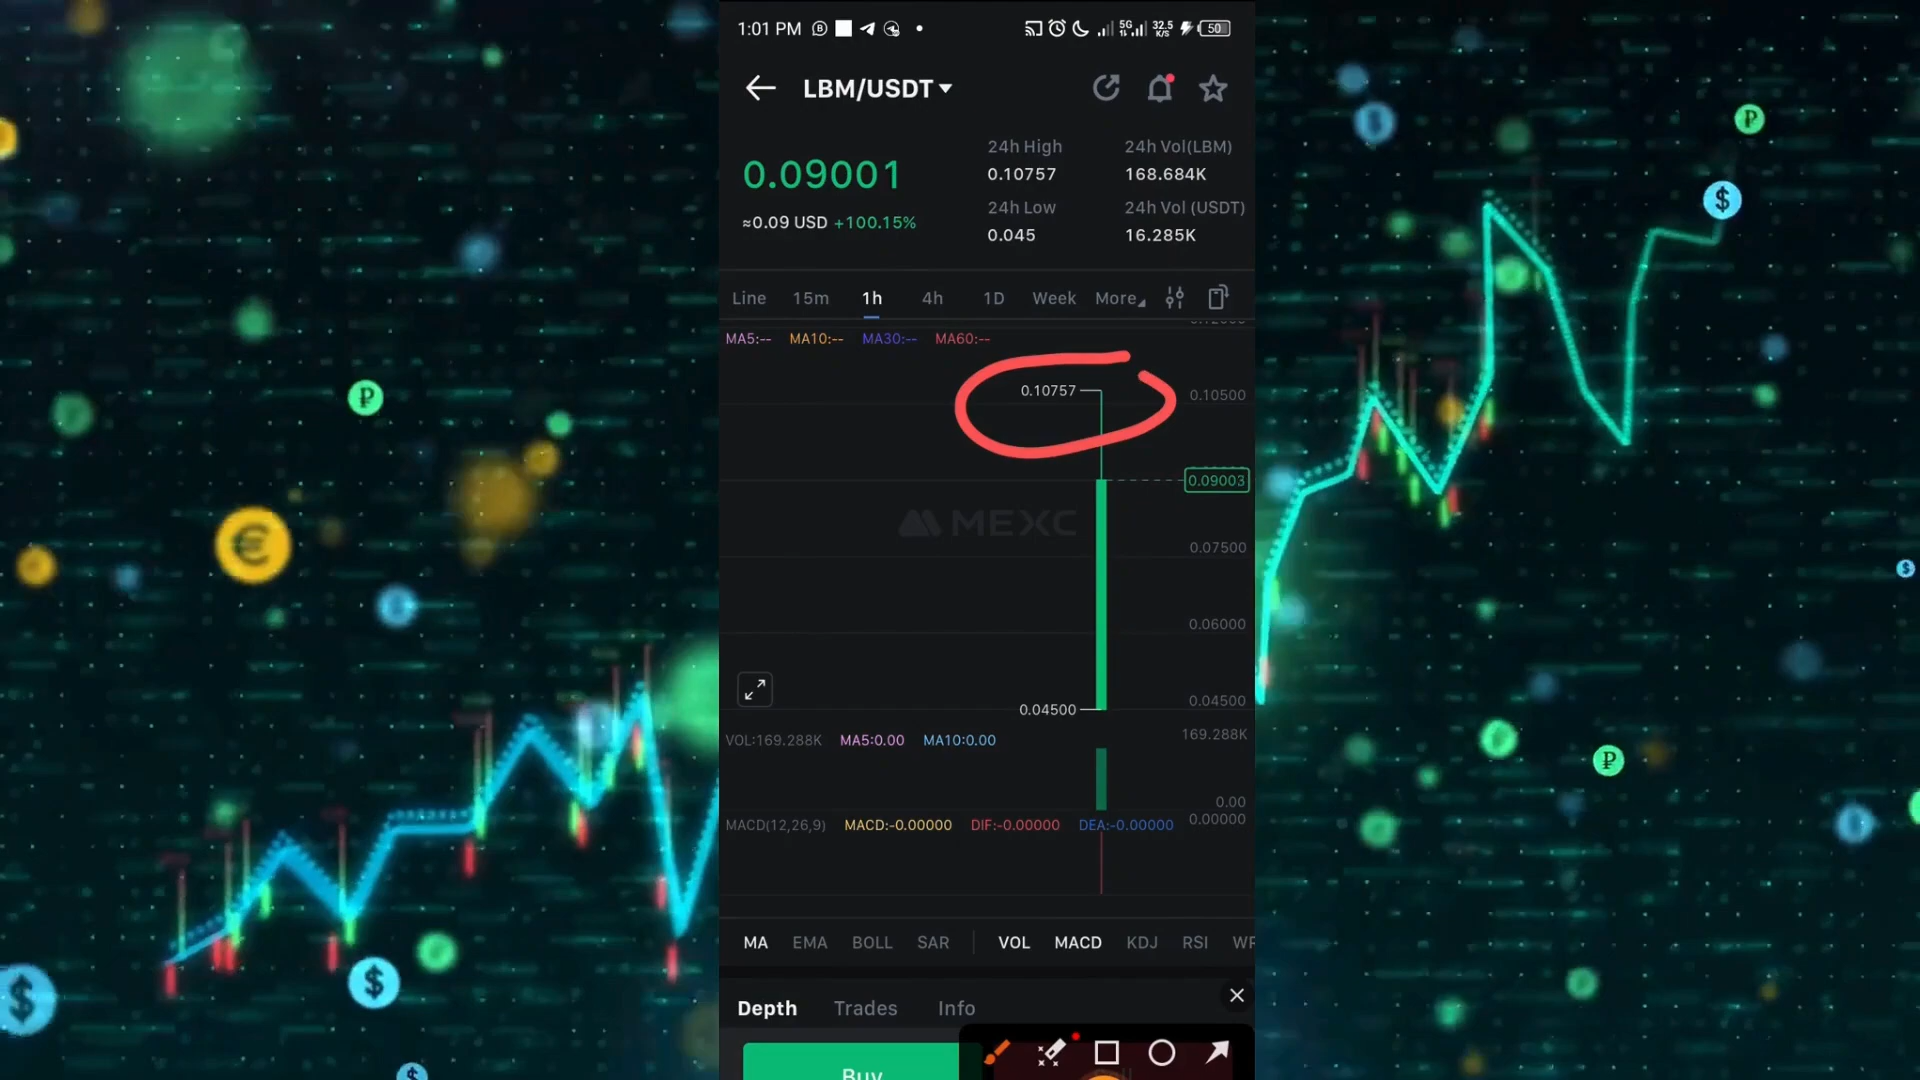 1:01 PM
5G
32.5 K/S
50
LBM/USDT
0.09001
≈0.09 USD +100.15%
24h High
0.10757
24h Low
0.045
24h Vol(LBM)
168.684K
24h Vol (USDT)
16.285K
Line 15m 1h 4h 1D Week More
MA5:-- MA10:-- MA30:-- MA60:--
0.10757
0.10500
0.09003
MEXC
0.07500
0.06000
0.04500
0.04500
VOL:169.288K MA5:0.00 MA10:0.00
169.288K
0.00
MACD(12,26,9) MACD:-0.00000 DIF:-0.00000 DEA:-0.00000
0.00000
MA EMA BOLL SAR VOL MACD KDJ RSI WR
Depth Trades Info
Buy